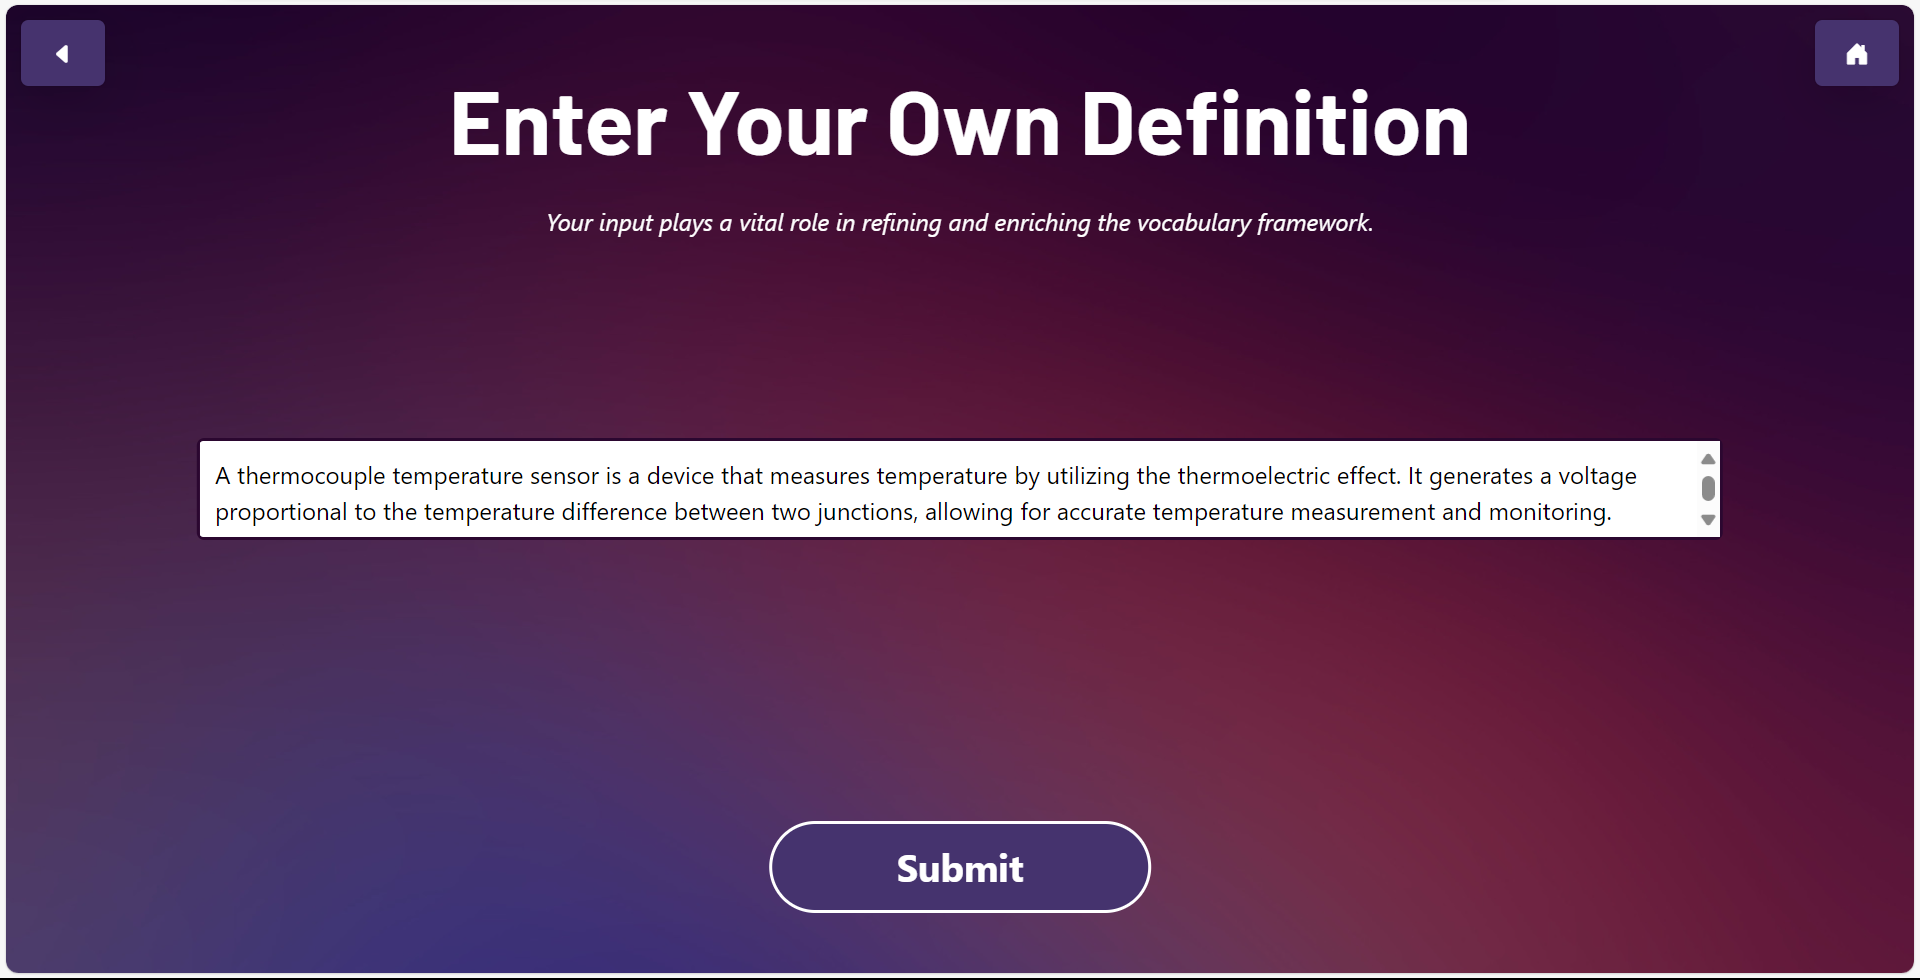 Enter Your Own Definition
Your input plays a vital role in refining and enriching the vocabulary framework.
A thermocouple temperature sensor is a device that measures temperature by utilizing the thermoelectric effect. It generates a voltage
proportional to the temperature difference between two junctions, allowing for accurate temperature measurement and monitoring.
Submit